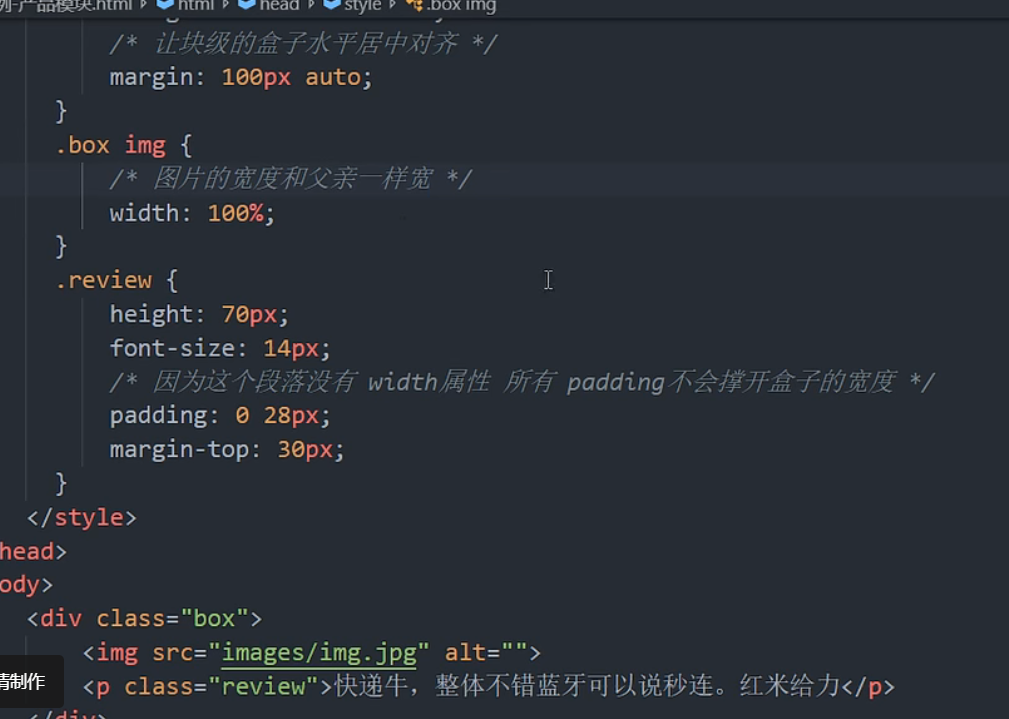 例-产品模块.html > html > head > style > .box img
/* 让块级的盒子水平居中对齐 */
margin: 100px auto;
}
.box img {
/* 图片的宽度和父亲一样宽 */
width: 100%;
}
.review {
height: 70px;
font-size: 14px;
/* 因为这个段落没有 width属性 所有 padding不会撑开盒子的宽度 */
padding: 0 28px;
margin-top: 30px;
}
</style>
head>
ody>
<div class="box">
<img src="images/img.jpg" alt="">
情制作
<p class="review">快递牛，整体不错蓝牙可以说秒连。红米给力</p>
</div>